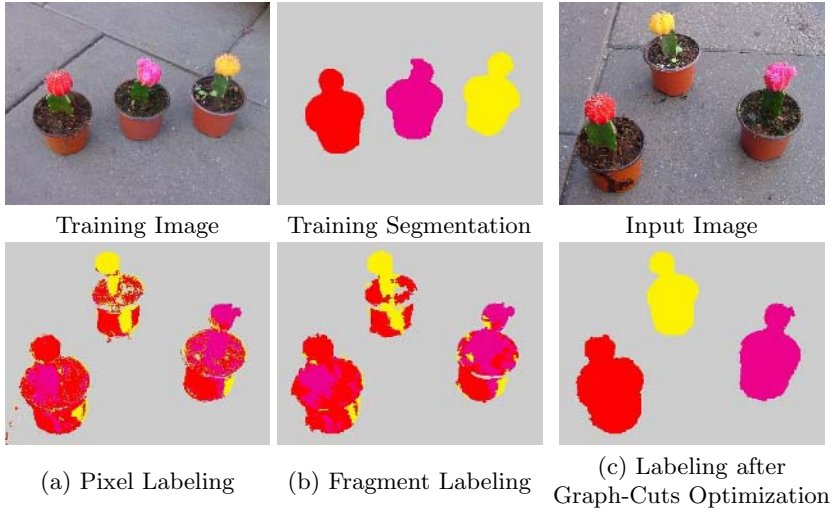 Training Image
Training Segmentation
Input Image
(a) Pixel Labeling
(b) Fragment Labeling
(c) Labeling after
Graph-Cuts Optimization